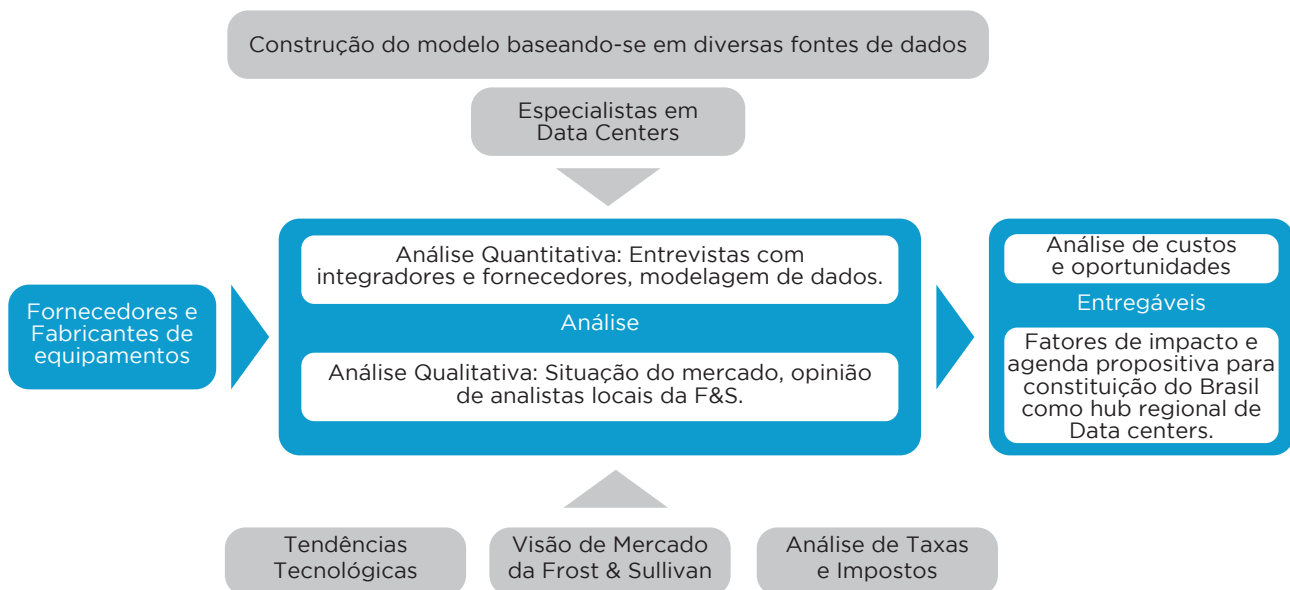 Construção do modelo baseando-se em diversas fontes de dados
Especialistas em
Data Centers
Fornecedores e
Fabricantes de
equipamentos
Análise Quantitativa: Entrevistas com
integradores e fornecedores, modelagem de dados.
Análise
Análise Qualitativa: Situação do mercado, opinião
de analistas locais da F&S.
Análise de custos
e oportunidades
Entregáveis
Fatores de impacto e
agenda propositiva para
constituição do Brasil
como hub regional de
Data centers.
Tendências
Tecnológicas
Visão de Mercado
da Frost & Sullivan
Análise de Taxas
e Impostos